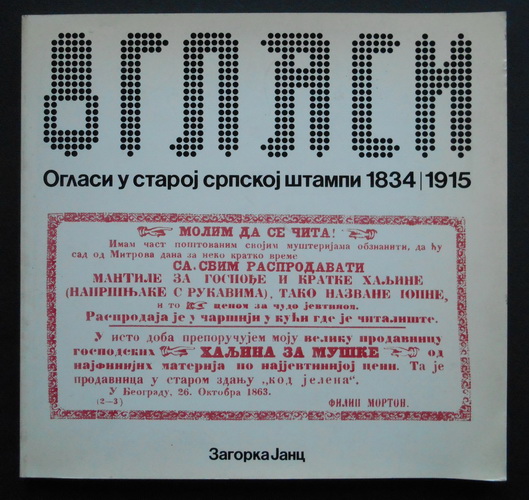 ОГЛАСИ
Огласи у старој српској штампи 1834|1915
МОЛИМ ДА СЕ ЧИТА!
Имам част поштованим својим муштеријама обзнанити, да ћу
сад од Митрова дана за неко кратко време
СА.СВИМ РАСПРОДАВАТИ
МАНТИЛЕ ЗА ГОСПОЂЕ И КРАТКЕ ХАЉИНЕ
(НАПРШЊАКЕ С РУКАВИМА), ТАКО НАЗВАНЕ ЮПНЕ,
и то ценом за чудо јевтином.
Распродаја је у чаршији у кући где је читалиште.
У исто доба препоручујем моју велику продавницу
господских ХАЉИНА ЗА МУШКЕ од
најфинијих материја по најјевтинијој цени. Та је
продавница у старом здању „код јелена“.
У Београду, 26. Октобра 1863.
(2—3) ФИЛИП МОРТОВ.
Загорка Јанц